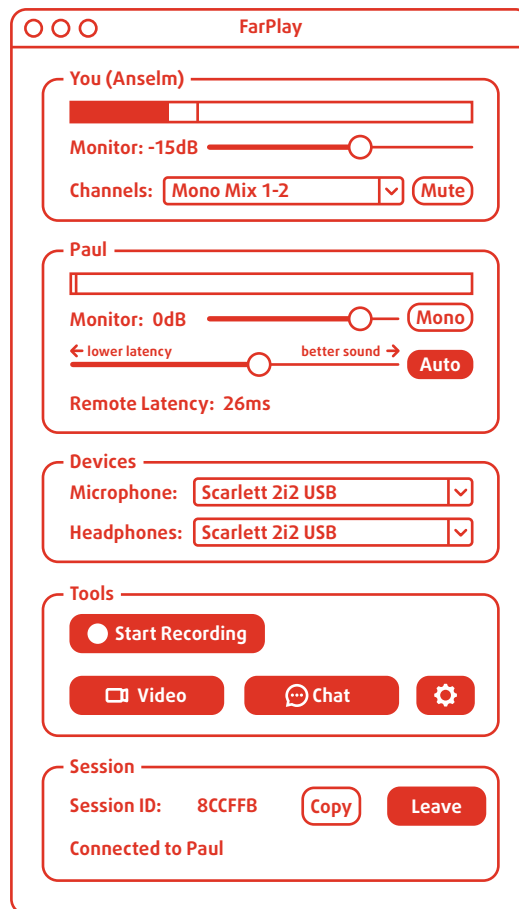 FarPlay
You (Anselm)
Monitor: -15dB
Channels: Mono Mix 1-2 Mute
Paul
Monitor: 0dB Mono
← lower latency better sound → Auto
Remote Latency: 26ms
Devices
Microphone: Scarlett 2i2 USB
Headphones: Scarlett 2i2 USB
Tools
Start Recording
Video Chat
Session
Session ID: 8CCFFB Copy Leave
Connected to Paul